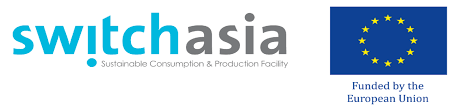 switchasia
Sustainable Consumption & Production Facility
Funded by the
European Union